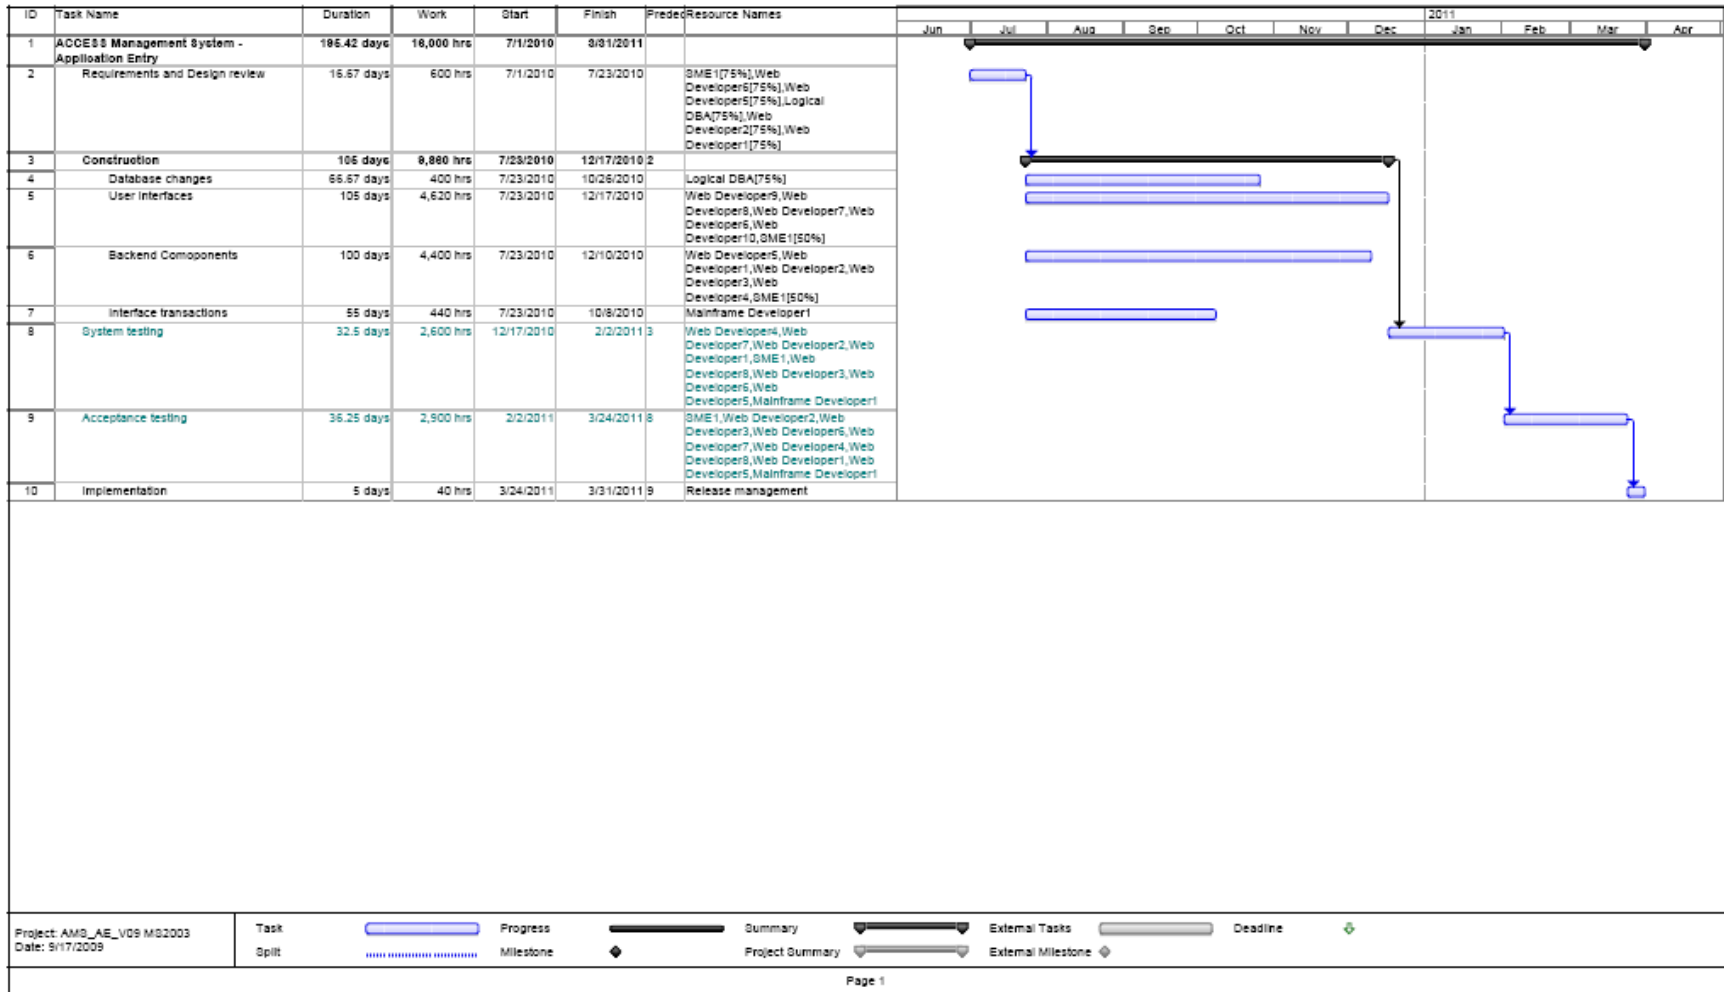 ID Task Name Duration Work Start Finish Predec Resource Names
2011
Jun Jul Aug Sep Oct Nov Dec Jan Feb Mar Apr
1 ACCESS Management System - 195.42 days 16,000 hrs 7/1/2010 3/31/2011
Application Entry
2 Requirements and Design review 16.67 days 600 hrs 7/1/2010 7/23/2010 SME1[75%],Web
Developer6[75%],Web
Developer5[75%],Logical
DBA[75%],Web
Developer2[75%],Web
Developer1[75%]
3 Construction 105 days 9,860 hrs 7/23/2010 12/17/2010 2
4 Database changes 66.67 days 400 hrs 7/23/2010 10/26/2010 Logical DBA[75%]
5 User Interfaces 105 days 4,620 hrs 7/23/2010 12/17/2010 Web Developer9,Web
Developer8,Web Developer7,Web
Developer6,Web
Developer10,SME1[50%]
6 Backend Comoponents 100 days 4,400 hrs 7/23/2010 12/10/2010 Web Developer5,Web
Developer1,Web Developer2,Web
Developer3,Web
Developer4,SME1[50%]
7 Interface transactions 55 days 440 hrs 7/23/2010 10/8/2010 Mainframe Developer1
8 System testing 32.5 days 2,600 hrs 12/17/2010 2/2/2011 3 Web Developer4,Web
Developer7,Web Developer2,Web
Developer1,SME1,Web
Developer8,Web Developer3,Web
Developer6,Web
Developer5,Mainframe Developer1
9 Acceptance testing 36.25 days 2,900 hrs 2/2/2011 3/24/2011 8 SME1,Web Developer2,Web
Developer3,Web Developer6,Web
Developer7,Web Developer4,Web
Developer8,Web Developer1,Web
Developer5,Mainframe Developer1
10 Implementation 5 days 40 hrs 3/24/2011 3/31/2011 9 Release management
Project: AMS_AE_V09 MS2003
Date: 9/17/2009
Task Progress Summary External Tasks Deadline
Split Milestone Project Summary External Milestone
Page 1